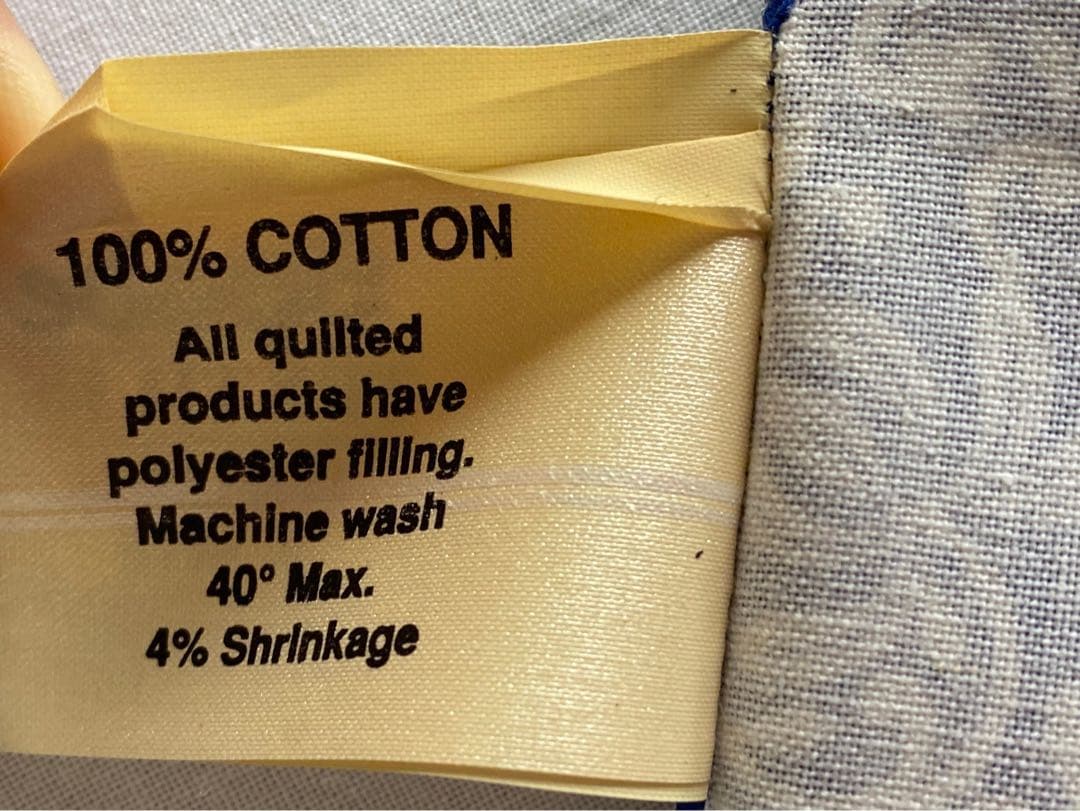 100% COTTON
All quilted
products have
polyester filling.
Machine wash
40° Max.
4% Shrinkage